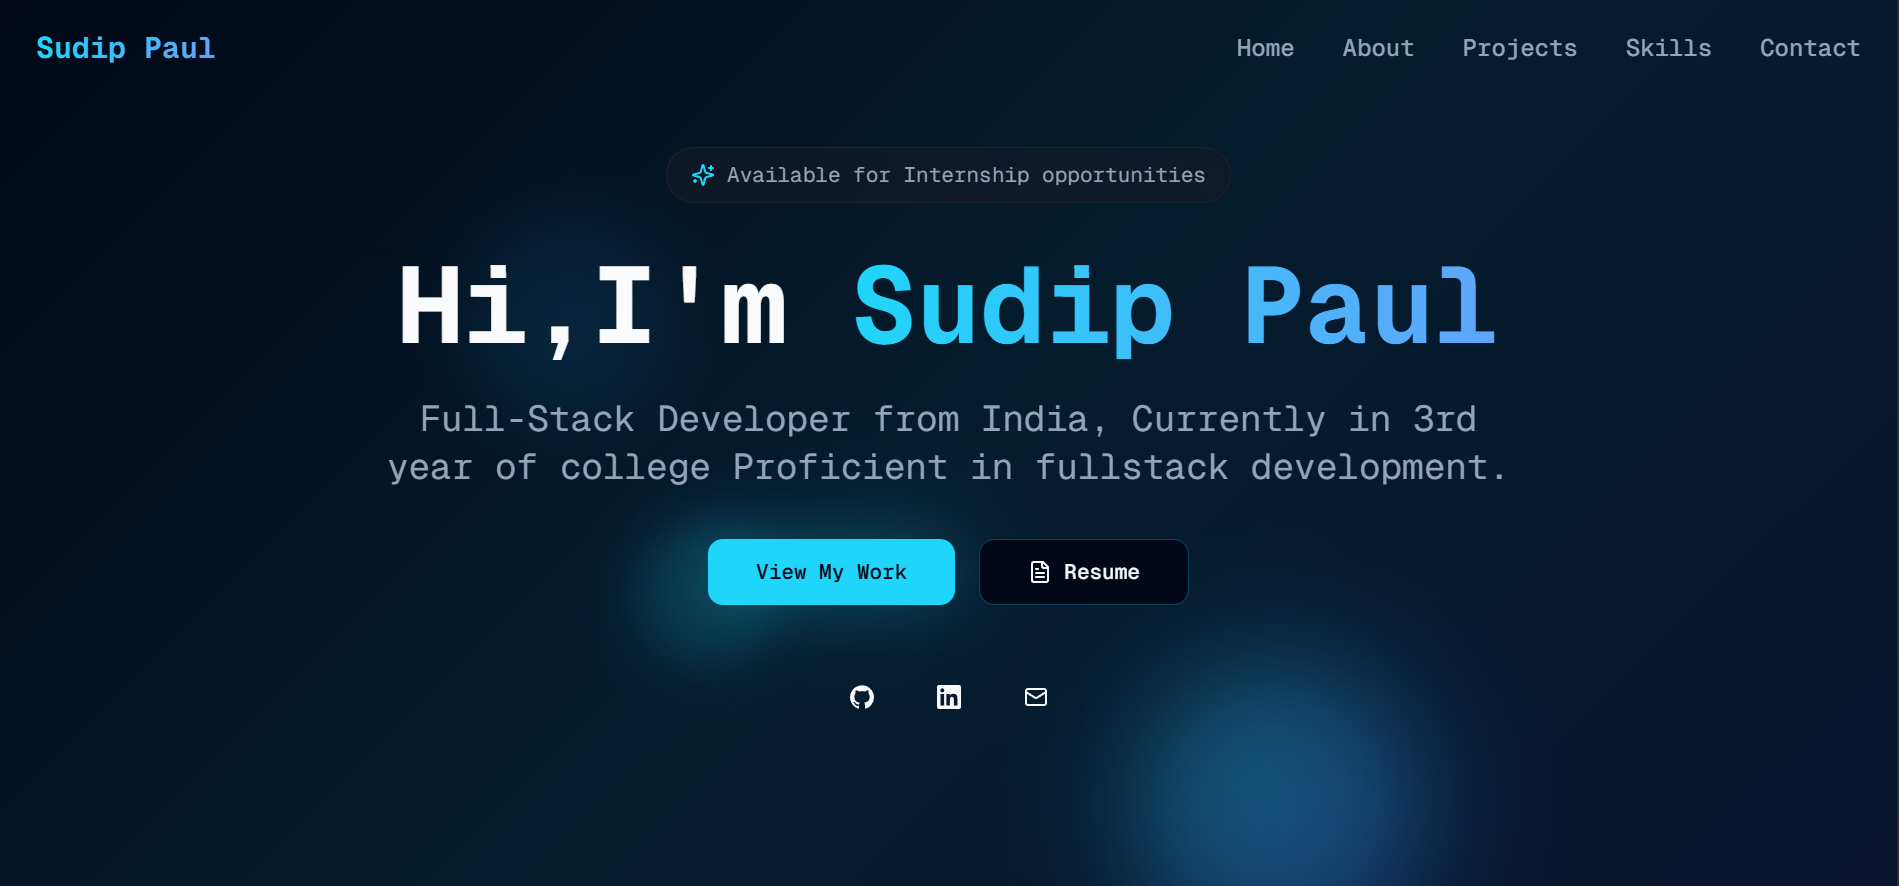 Sudip Paul
Home About Projects Skills Contact
Available for Internship opportunities
Hi,I'm Sudip Paul
Full-Stack Developer from India, Currently in 3rd
year of college Proficient in fullstack development.
View My Work
Resume